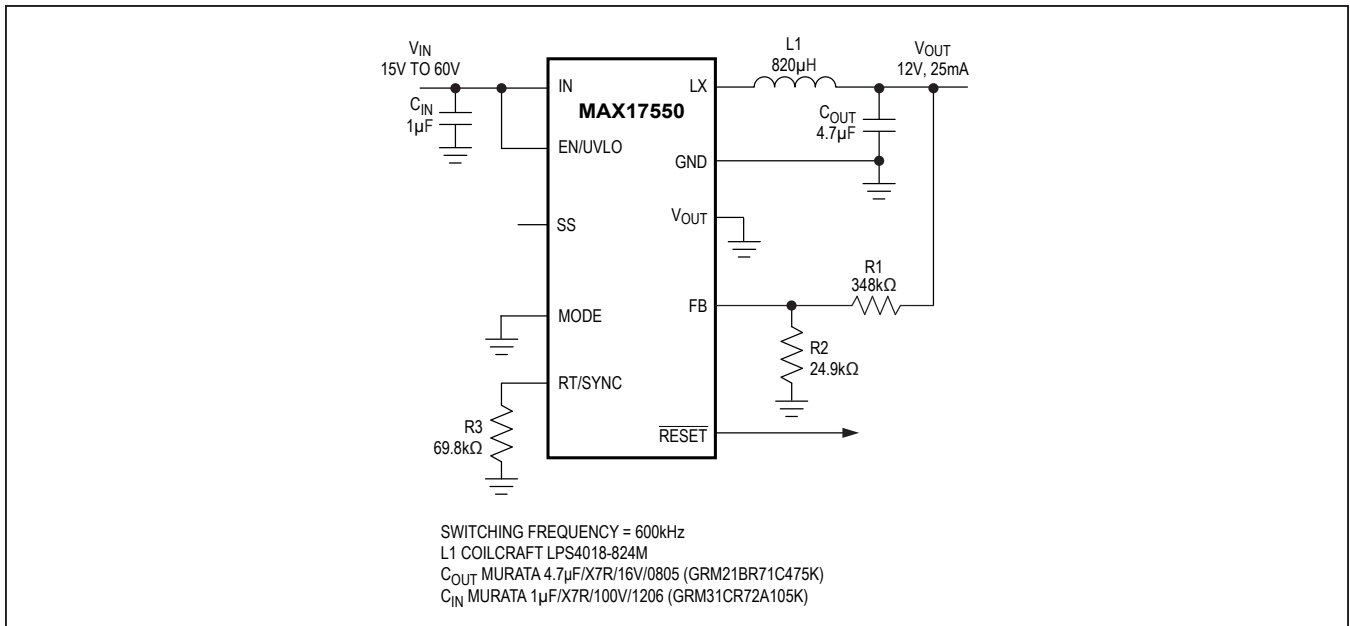 VIN
15V TO 60V
CIN
1µF
IN
EN/UVLO
SS
MODE
RT/SYNC
R3
69.8kΩ
MAX17550
LX
GND
VOUT
FB
RESET
L1
820µH
COUT
4.7µF
VOUT
12V, 25mA
R1
348kΩ
R2
24.9kΩ
SWITCHING FREQUENCY = 600kHz
L1 COILCRAFT LPS4018-824M
COUT MURATA 4.7µF/X7R/16V/0805 (GRM21BR71C475K)
CIN MURATA 1µF/X7R/100V/1206 (GRM31CR72A105K)